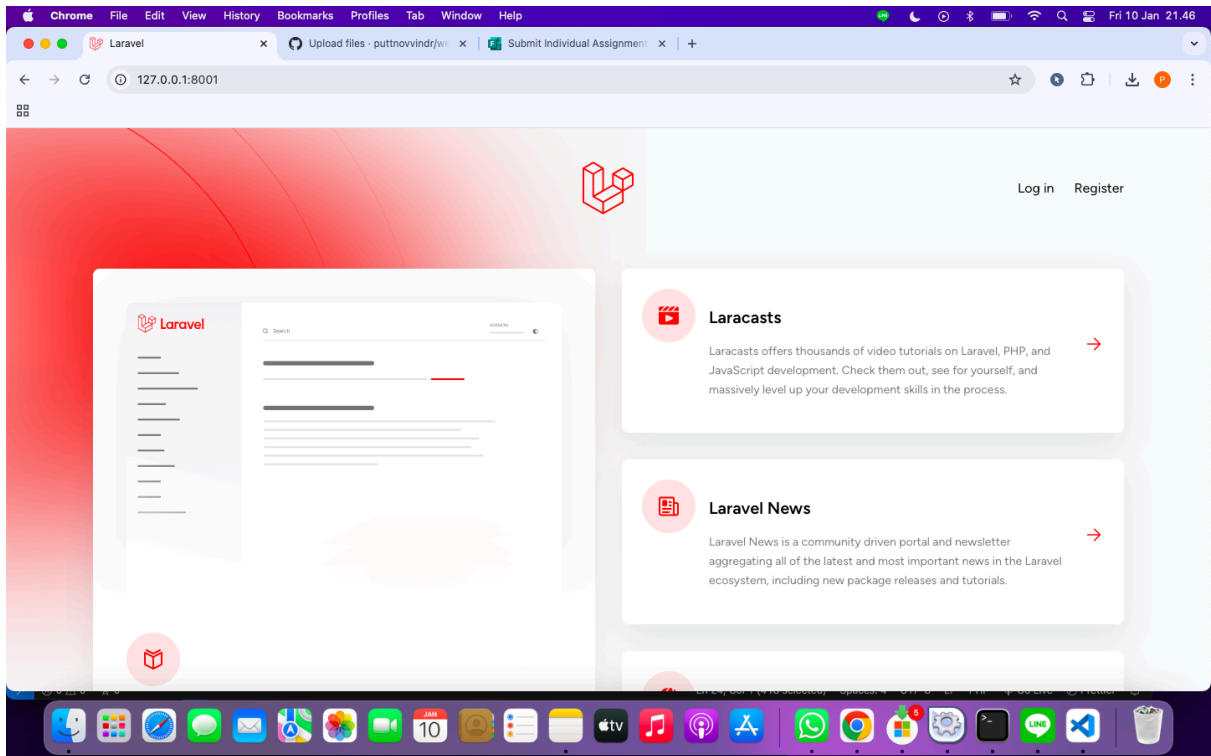 Chrome File Edit View History Bookmarks Profiles Tab Window Help Fri 10 Jan 21.46
Laravel Upload files · puttnovvindr/we Submit Individual Assignment
127.0.0.1:8001
P
Log in Register
Laravel
Search
VERSION
Laracasts
Laracasts offers thousands of video tutorials on Laravel, PHP, and
JavaScript development. Check them out, see for yourself, and
massively level up your development skills in the process.
Laravel News
Laravel News is a community driven portal and newsletter
aggregating all of the latest and most important news in the Laravel
ecosystem, including new package releases and tutorials.
JAN
10
tv
5
LINE